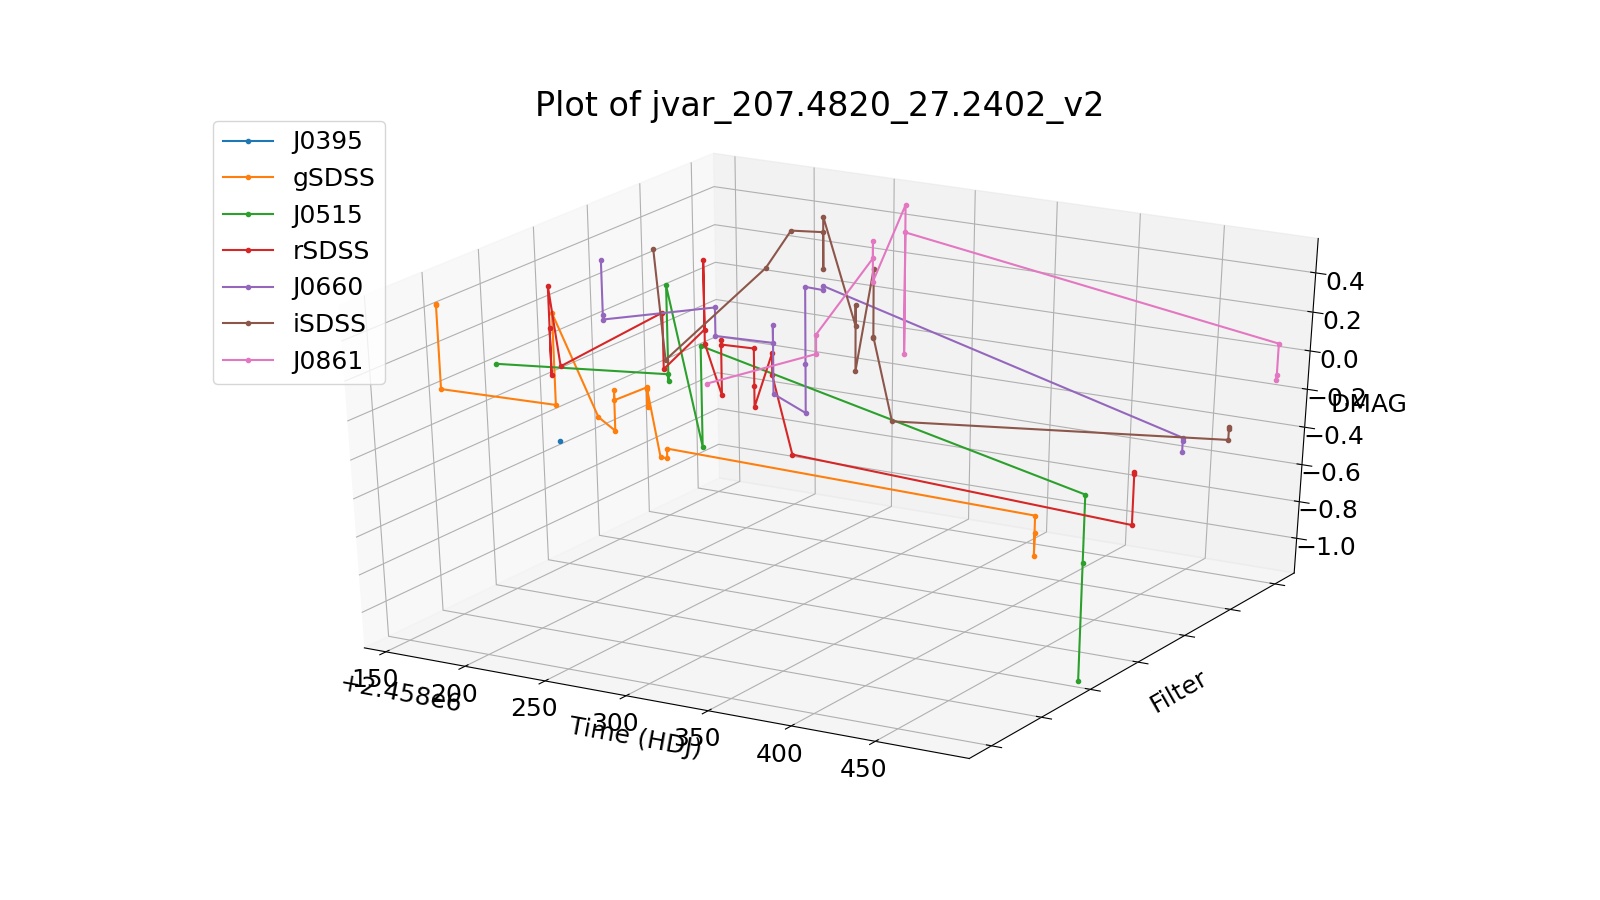 Plot of jvar_207.4820_27.2402_v2
J0395
gSDSS
J0515
rSDSS
J0660
iSDSS
J0861
0.4
0.2
0.0
−0.2
DMAG
−0.4
−0.6
−0.8
−1.0
150
200
250
300
350
400
450
+2.458e6
Time (HDJ)
Filter